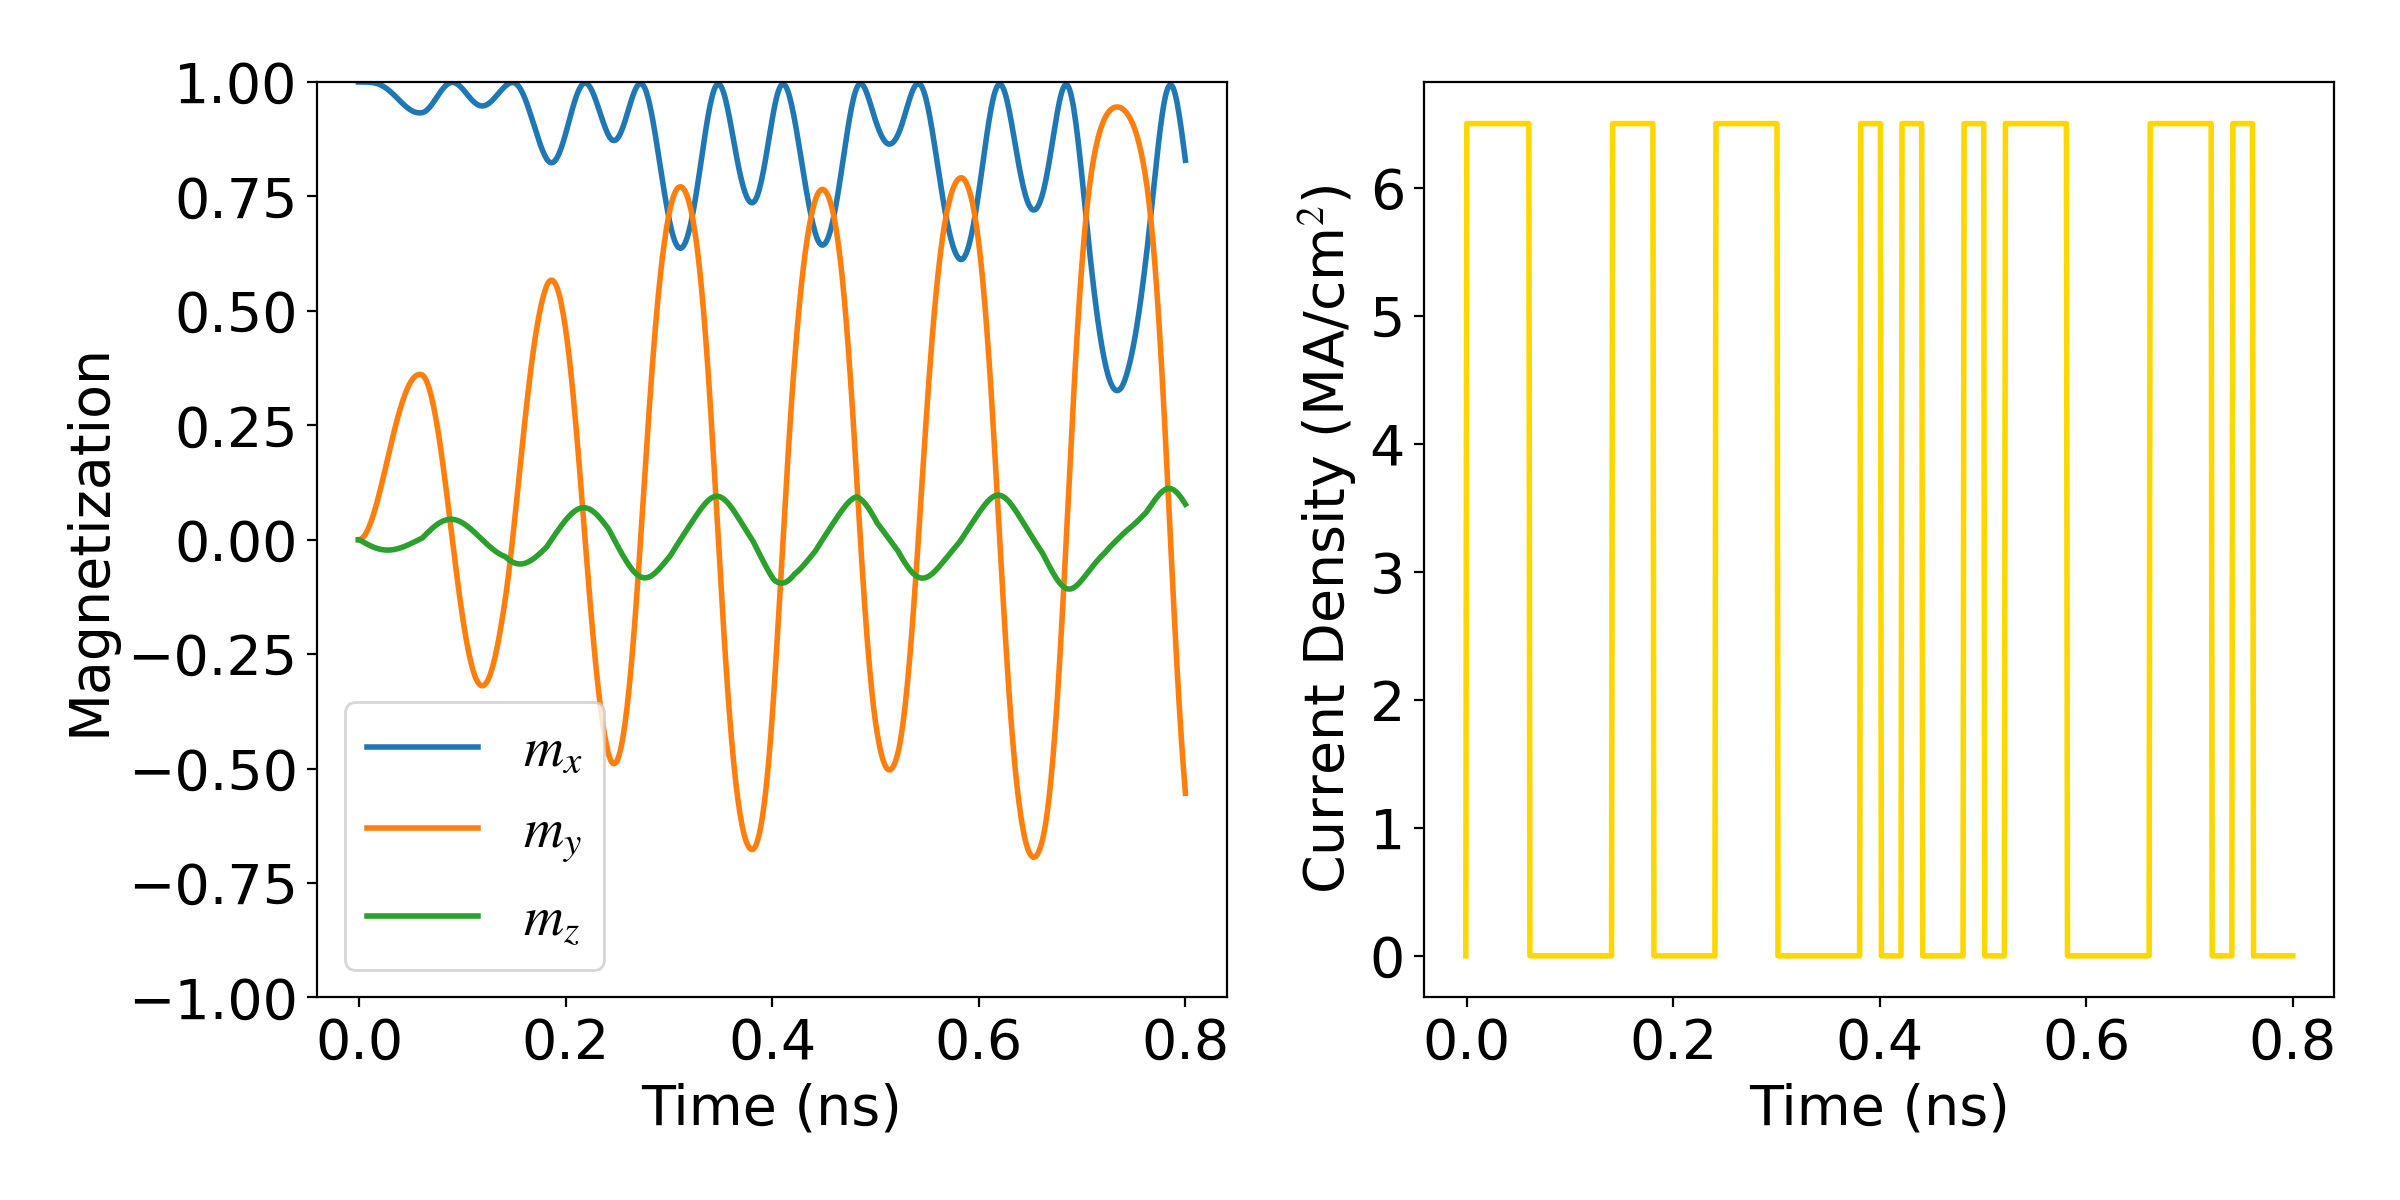 Magnetization
1.00
0.75
0.50
0.25
0.00
−0.25
−0.50
−0.75
−1.00
0.0 0.2 0.4 0.6 0.8
Time (ns)
mₓ
m_y
m_z
Current Density (MA/cm²)
6
5
4
3
2
1
0
0.0 0.2 0.4 0.6 0.8
Time (ns)